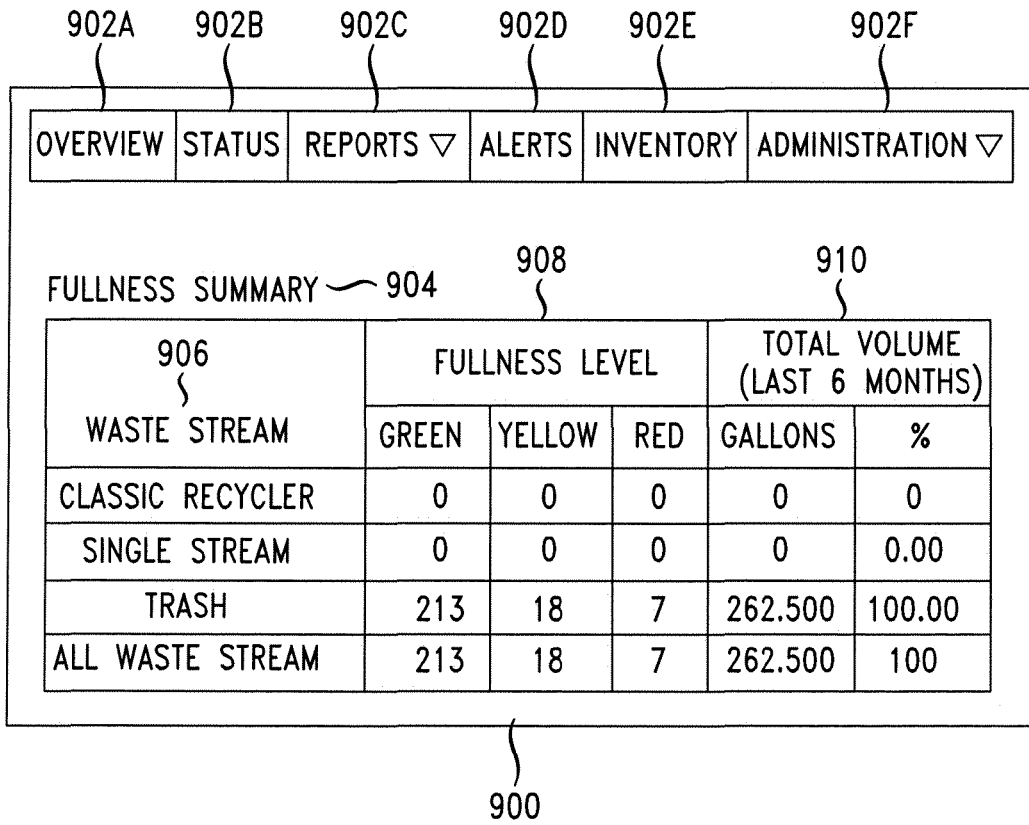 902A 902B 902C 902D 902E 902F
OVERVIEW STATUS REPORTS ▽ ALERTS INVENTORY ADMINISTRATION ▽
FULLNESS SUMMARY 904
908 910
906
WASTE STREAM
FULLNESS LEVEL
TOTAL VOLUME
(LAST 6 MONTHS)
GREEN YELLOW RED GALLONS %
CLASSIC RECYCLER 0 0 0 0 0
SINGLE STREAM 0 0 0 0 0.00
TRASH 213 18 7 262.500 100.00
ALL WASTE STREAM 213 18 7 262.500 100
900